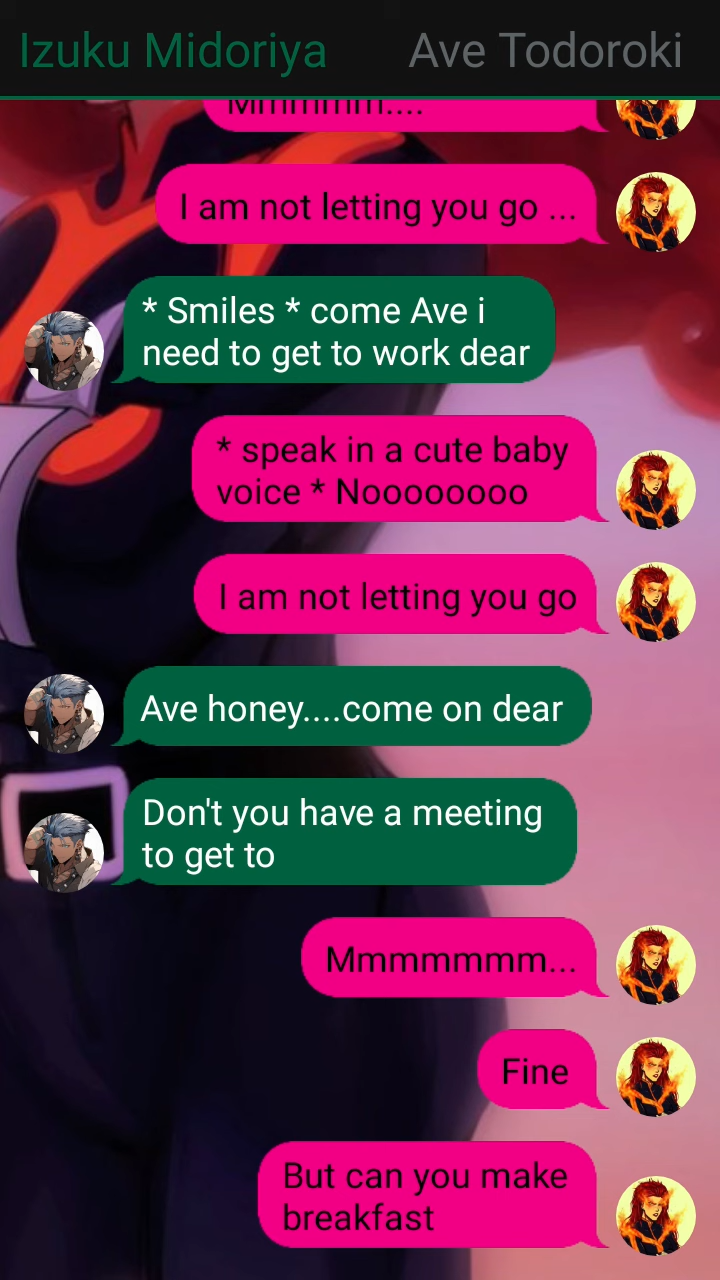 Izuku Midoriya Ave Todoroki
Mmmmmm....
I am not letting you go ...
* Smiles * come Ave i
need to get to work dear
* speak in a cute baby
voice * Noooooooo
I am not letting you go
Ave honey....come on dear
Don't you have a meeting
to get to
Mmmmmmm...
Fine
But can you make
breakfast